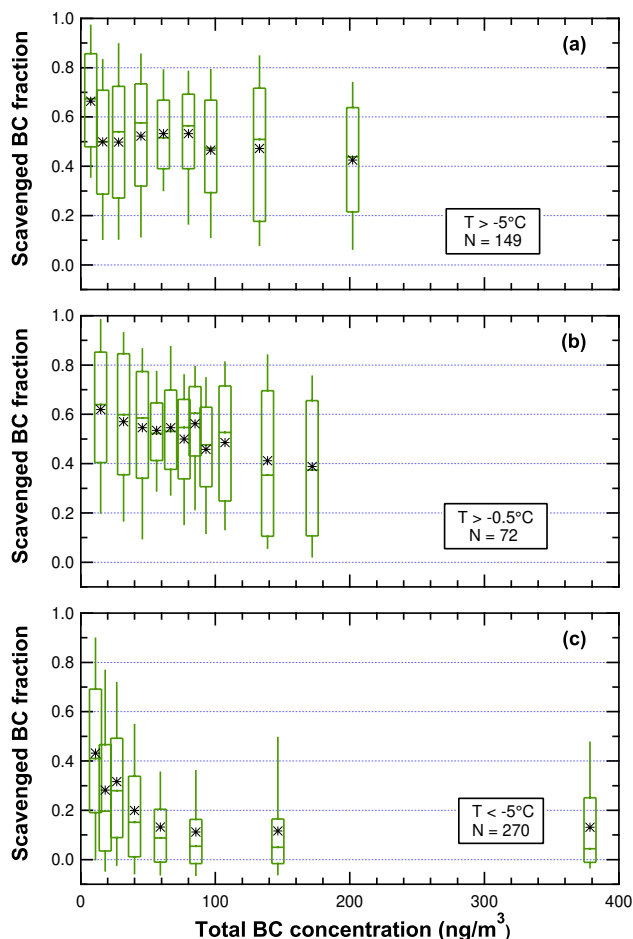 1.0
0.8
0.6
0.4
0.2
0.0
Scavenged BC fraction
(a)
T > -5°C
N = 149
1.0
0.8
0.6
0.4
0.2
0.0
Scavenged BC fraction
(b)
T > -0.5°C
N = 72
1.0
0.8
0.6
0.4
0.2
0.0
Scavenged BC fraction
(c)
T < -5°C
N = 270
0 100 200 300 400
Total BC concentration (ng/m³)